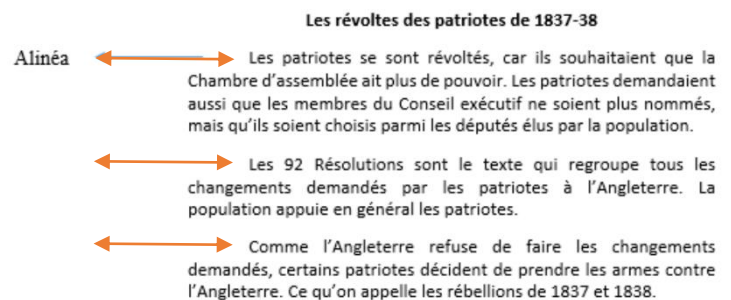 Les révoltes des patriotes de 1837-38
Alinéa
Les patriotes se sont révoltés, car ils souhaitaient que la
Chambre d'assemblée ait plus de pouvoir. Les patriotes demandaient
aussi que les membres du Conseil exécutif ne soient plus nommés,
mais qu'ils soient choisis parmi les députés élus par la population.
Les 92 Résolutions sont le texte qui regroupe tous les
changements demandés par les patriotes à l'Angleterre. La
population appuie en général les patriotes.
Comme l'Angleterre refuse de faire les changements
demandés, certains patriotes décident de prendre les armes contre
l'Angleterre. Ce qu'on appelle les rébellions de 1837 et 1838.